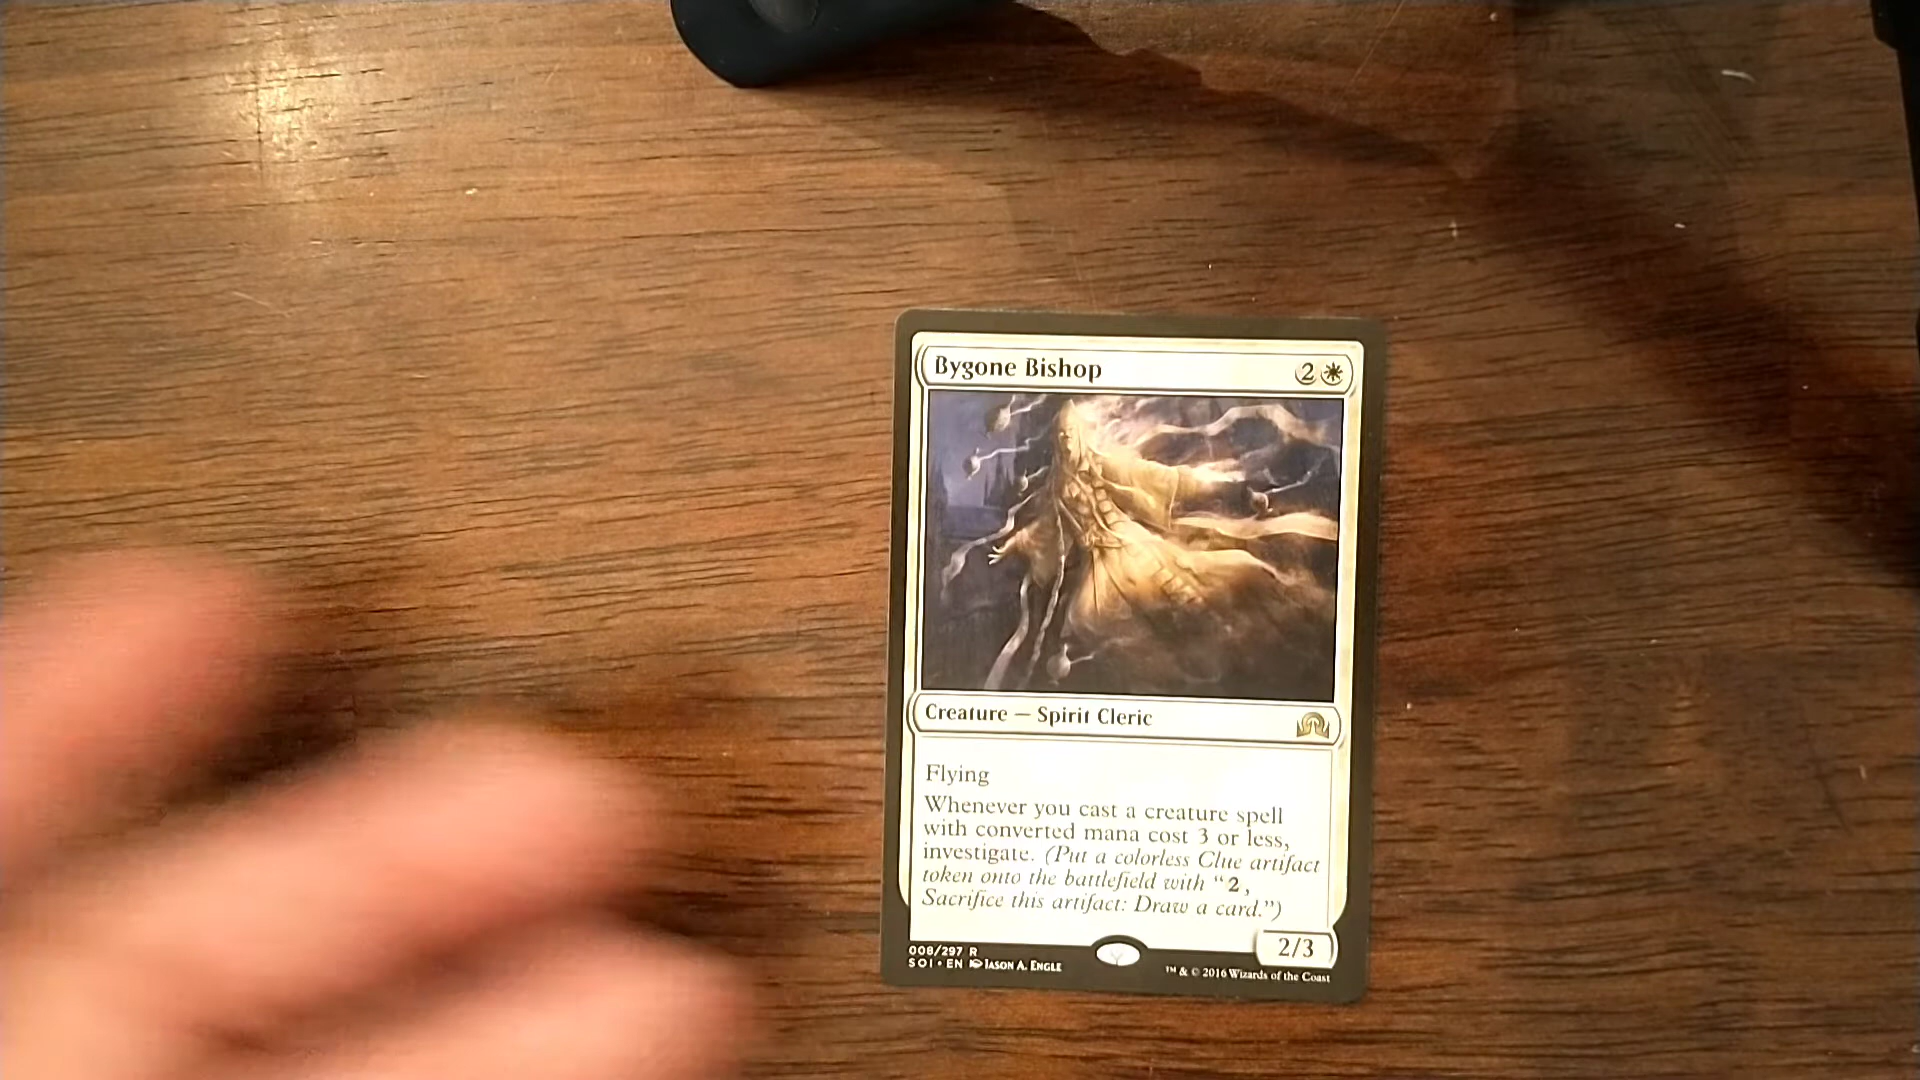 Bygone Bishop 2
Creature — Spirit Cleric
Flying
Whenever you cast a creature spell
with converted mana cost 3 or less,
investigate. (Put a colorless Clue artifact
token onto the battlefield with “2,
Sacrifice this artifact: Draw a card.”)
2/3
008/297 R
SOI • EN Jason A. Engle
™ & © 2016 Wizards of the Coast